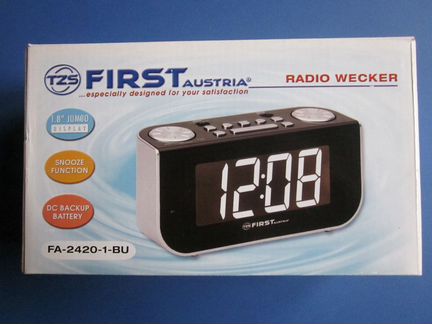 TZS FIRST AUSTRIA®
...especially designed for your satisfaction
RADIO WECKER
1.8" JUMBO
DISPLAY
SNOOZE
FUNCTION
DC BACKUP
BATTERY
12:08
TZS FIRST AUSTRIA
FA-2420-1-BU